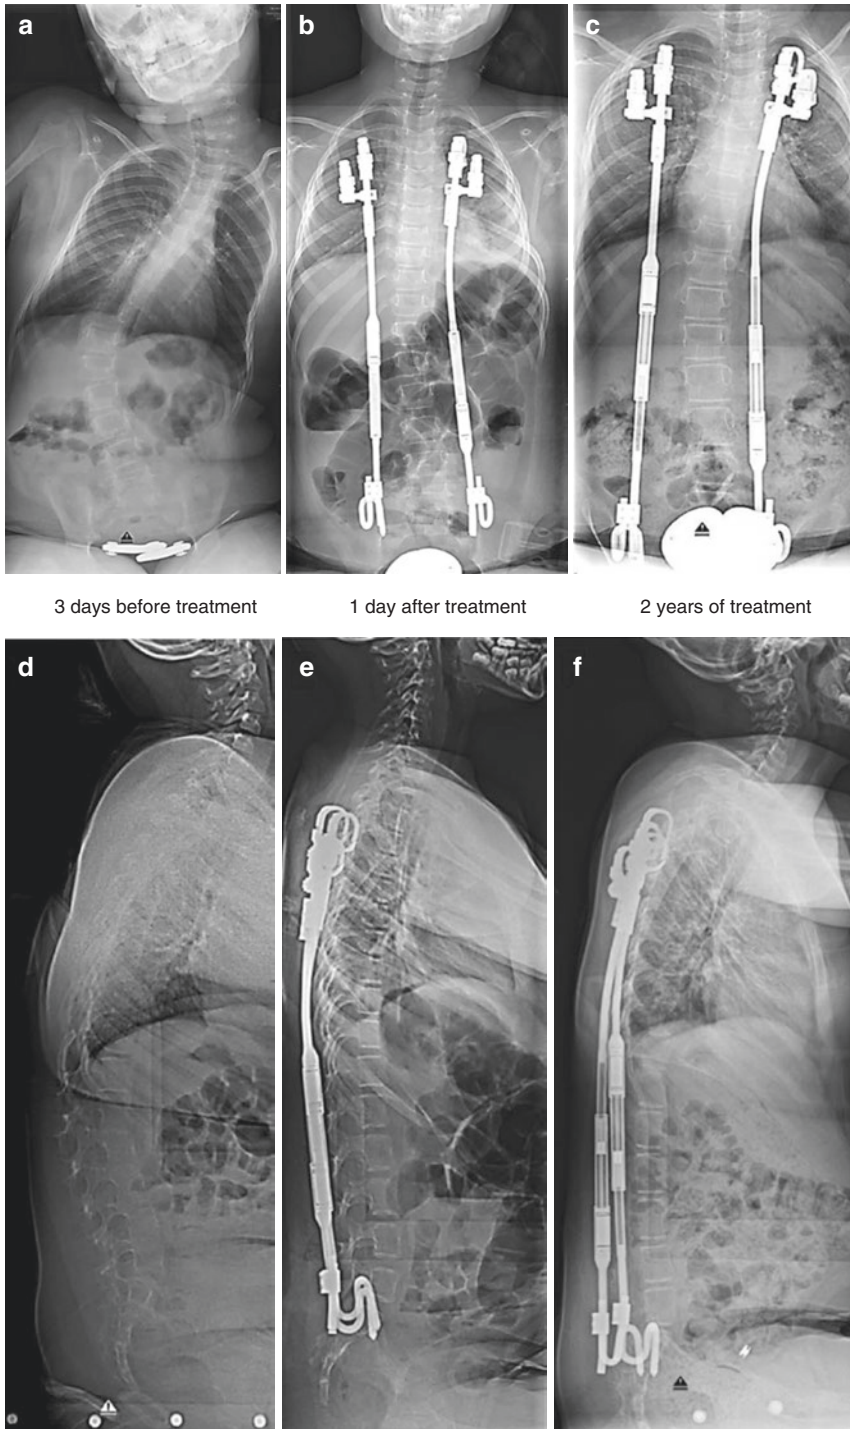 a
b
c
3 days before treatment
1 day after treatment
2 years of treatment
d
e
f